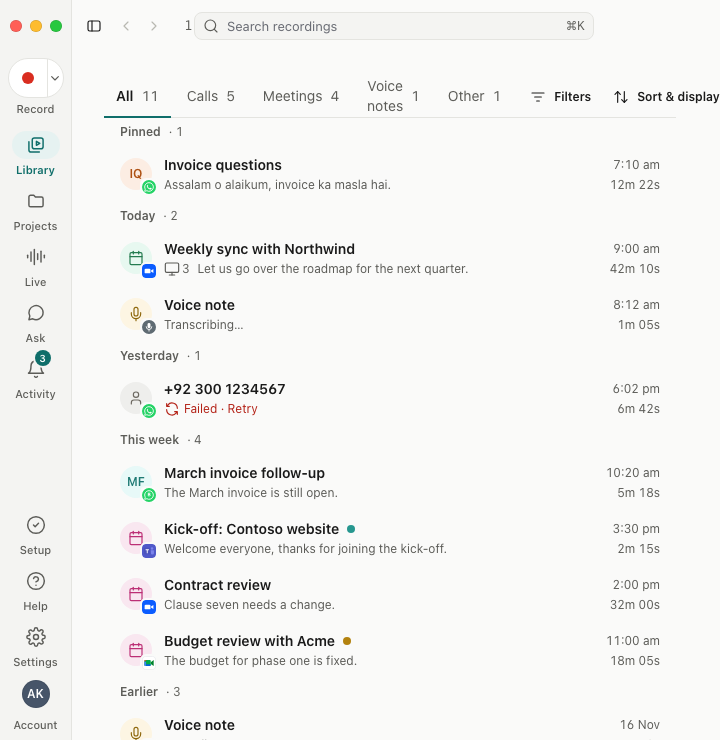 1 Search recordings ⌘K
Record
Library
Projects
Live
Ask
3
Activity
Setup
Help
Settings
AK
Account
All 11 Calls 5 Meetings 4 Voice notes 1 Other 1 Filters Sort & display
Pinned · 1
IQ Invoice questions 7:10 am
Assalam o alaikum, invoice ka masla hai. 12m 22s
Today · 2
Weekly sync with Northwind 9:00 am
3 Let us go over the roadmap for the next quarter. 42m 10s
Voice note 8:12 am
Transcribing... 1m 05s
Yesterday · 1
+92 300 1234567 6:02 pm
Failed · Retry 6m 42s
This week · 4
MF March invoice follow-up 10:20 am
The March invoice is still open. 5m 18s
Kick-off: Contoso website 3:30 pm
Welcome everyone, thanks for joining the kick-off. 2m 15s
Contract review 2:00 pm
Clause seven needs a change. 32m 00s
Budget review with Acme 11:00 am
The budget for phase one is fixed. 18m 05s
Earlier · 3
Voice note 16 Nov